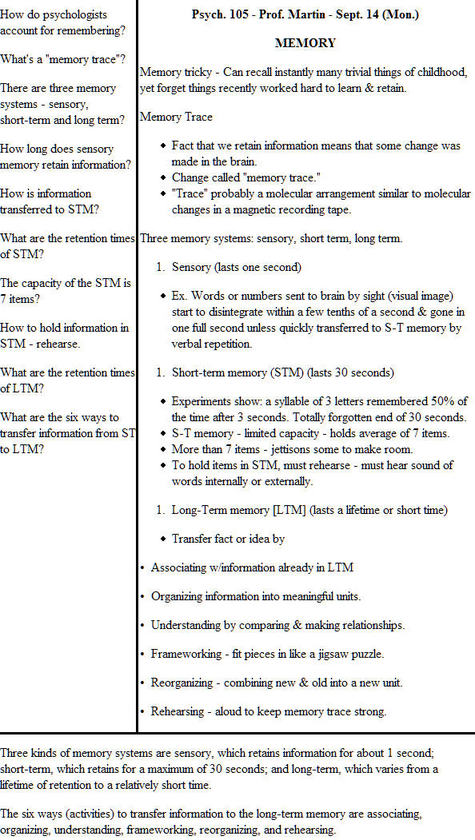 How do psychologists
account for remembering?
What's a "memory trace"?
There are three memory
systems - sensory,
short-term and long term?
How long does sensory
memory retain information?
How is information
transferred to STM?
What are the retention times
of STM?
The capacity of the STM is
7 items?
How to hold information in
STM - rehearse.
What are the retention times
of LTM?
What are the six ways to
transfer information from ST
to LTM?
Psych. 105 - Prof. Martin - Sept. 14 (Mon.)
MEMORY
Memory tricky - Can recall instantly many trivial things of childhood,
yet forget things recently worked hard to learn & retain.
Memory Trace
◆ Fact that we retain information means that some change was
made in the brain.
◆ Change called "memory trace."
◆ "Trace" probably a molecular arrangement similar to molecular
changes in a magnetic recording tape.
Three memory systems: sensory, short term, long term.
1. Sensory (lasts one second)
◆ Ex. Words or numbers sent to brain by sight (visual image)
start to disintegrate within a few tenths of a second & gone in
one full second unless quickly transferred to S-T memory by
verbal repetition.
1. Short-term memory (STM) (lasts 30 seconds)
◆ Experiments show: a syllable of 3 letters remembered 50% of
the time after 3 seconds. Totally forgotten end of 30 seconds.
◆ S-T memory - limited capacity - holds average of 7 items.
◆ More than 7 items - jettisons some to make room.
◆ To hold items in STM, must rehearse - must hear sound of
words internally or externally.
1. Long-Term memory [LTM] (lasts a lifetime or short time)
◆ Transfer fact or idea by
• Associating w/information already in LTM
• Organizing information into meaningful units.
• Understanding by comparing & making relationships.
• Frameworking - fit pieces in like a jigsaw puzzle.
• Reorganizing - combining new & old into a new unit.
• Rehearsing - aloud to keep memory trace strong.
Three kinds of memory systems are sensory, which retains information for about 1 second;
short-term, which retains for a maximum of 30 seconds; and long-term, which varies from a
lifetime of retention to a relatively short time.
The six ways (activities) to transfer information to the long-term memory are associating,
organizing, understanding, frameworking, reorganizing, and rehearsing.